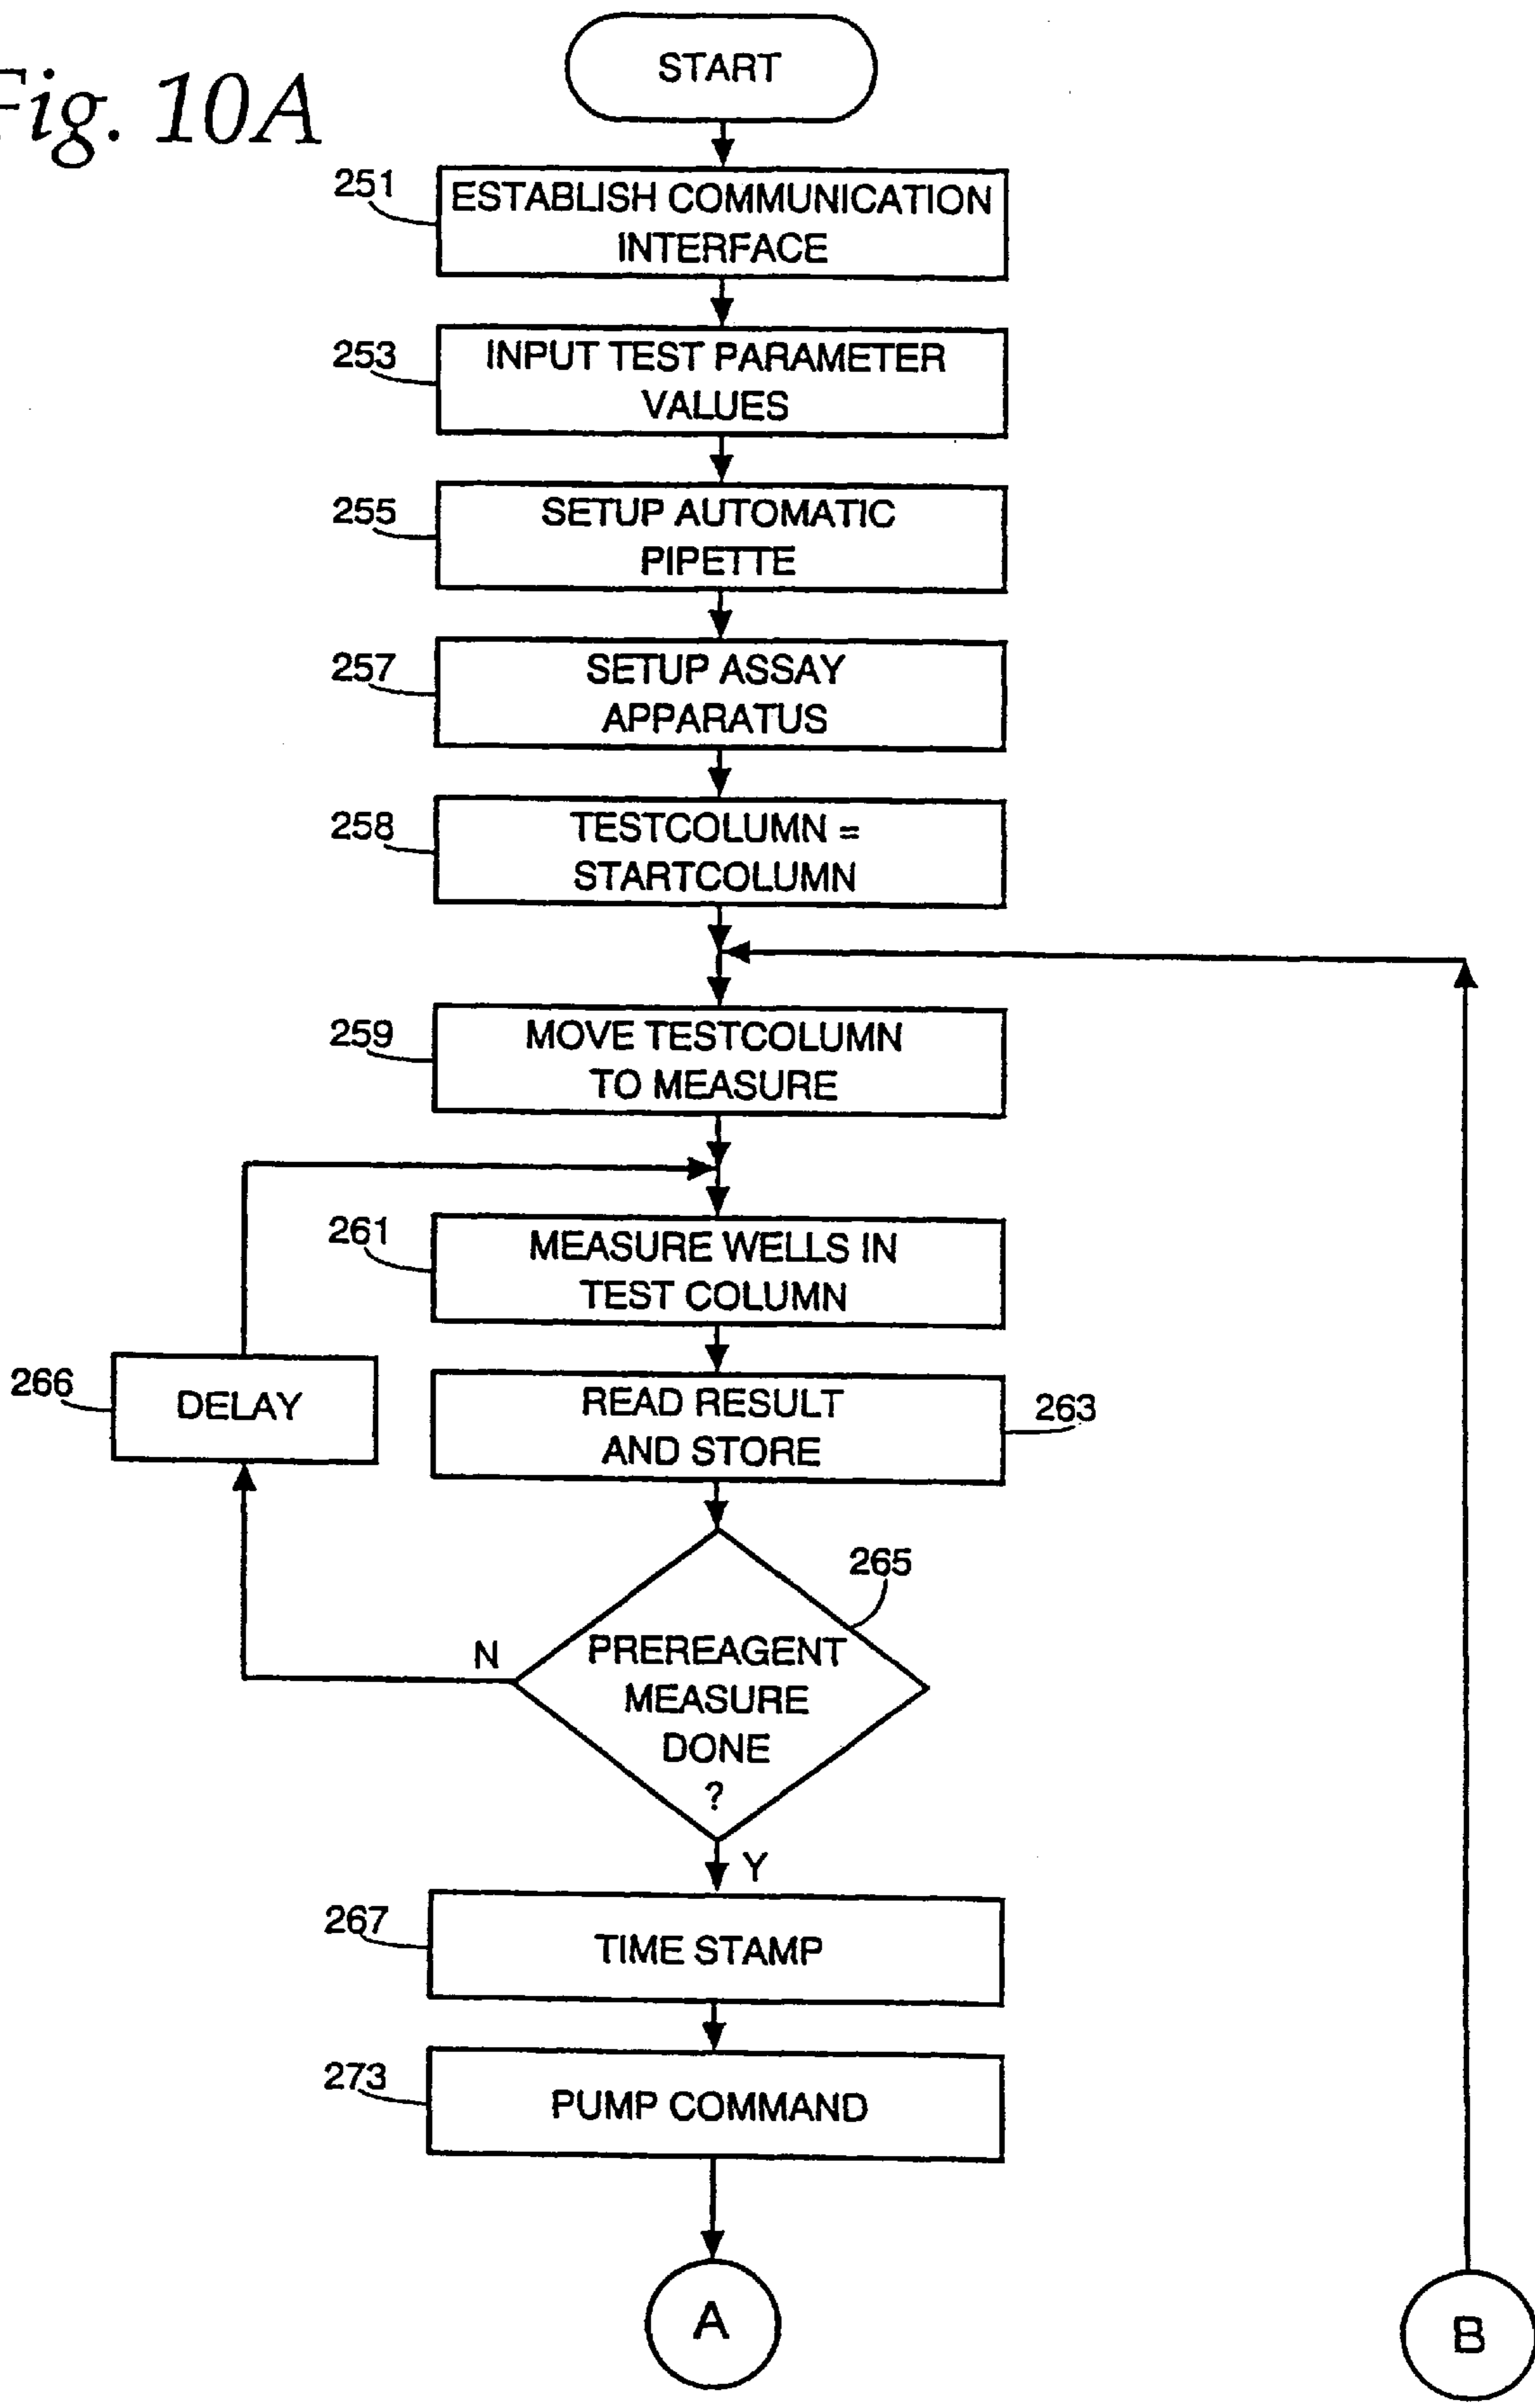 Fig. 10A
START
251
ESTABLISH COMMUNICATION
INTERFACE
253
INPUT TEST PARAMETER
VALUES
255
SETUP AUTOMATIC
PIPETTE
257
SETUP ASSAY
APPARATUS
258
TESTCOLUMN =
STARTCOLUMN
259
MOVE TESTCOLUMN
TO MEASURE
261
MEASURE WELLS IN
TEST COLUMN
266
DELAY
READ RESULT
AND STORE
263
265
N
PREREAGENT
MEASURE
DONE
?
Y
267
TIME STAMP
273
PUMP COMMAND
A
B